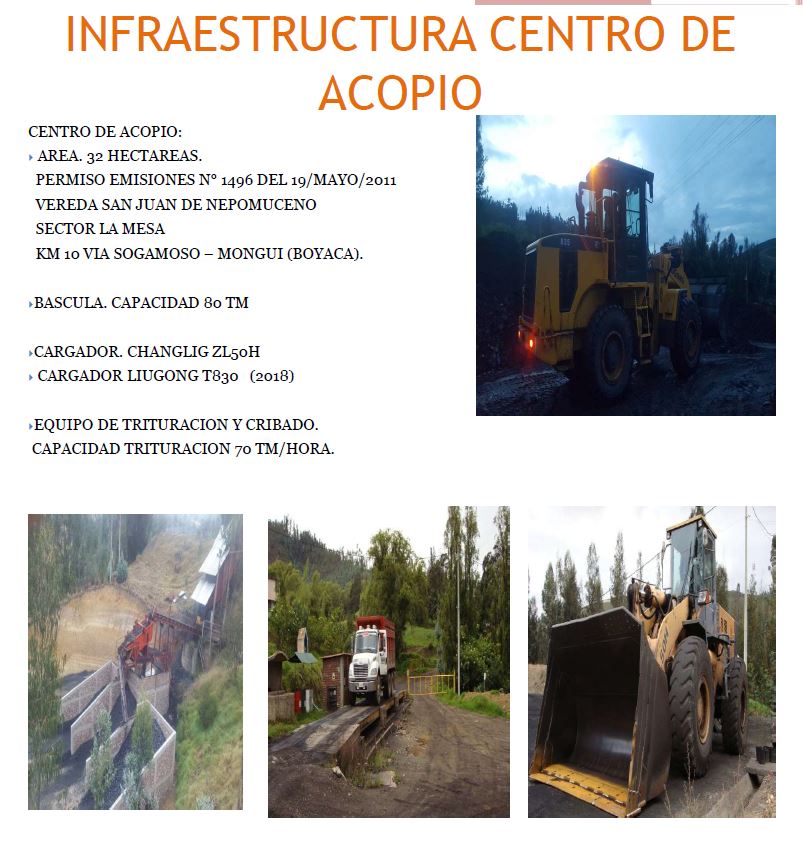 INFRAESTRUCTURA CENTRO DE
ACOPIO
CENTRO DE ACOPIO:
AREA. 32 HECTAREAS.
PERMISO EMISIONES N° 1496 DEL 19/MAYO/2011
VEREDA SAN JUAN DE NEPOMUCENO
SECTOR LA MESA
KM 10 VIA SOGAMOSO – MONGUI (BOYACA).
BASCULA. CAPACIDAD 80 TM
CARGADOR. CHANGLIG ZL50H
CARGADOR LIUGONG T830 (2018)
EQUIPO DE TRITURACION Y CRIBADO.
CAPACIDAD TRITURACION 70 TM/HORA.